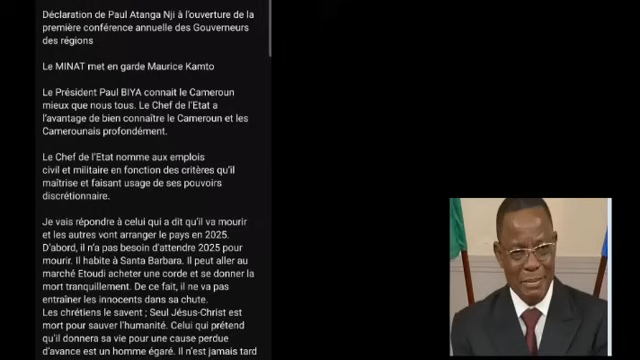 Déclaration de Paul Atanga Nji à l'ouverture de la
première conférence annuelle des Gouverneurs
des régions
Le MINAT met en garde Maurice Kamto
Le Président Paul BIYA connait le Cameroun
mieux que nous tous. Le Chef de l'Etat a
l'avantage de bien connaître le Cameroun et les
Camerounais profondément.
Le Chef de l'Etat nomme aux emplois
civil et militaire en fonction des critères qu'il
maîtrise et faisant usage de ses pouvoirs
discrétionnaire.
Je vais répondre à celui qui a dit qu'il va mourir
et les autres vont arranger le pays en 2025.
D'abord, il n'a pas besoin d'attendre 2025 pour
mourir. Il habite à Santa Barbara. Il peut aller au
marché Etoudi acheter une corde et se donner la
mort tranquillement. De ce fait, il ne va pas
entraîner les innocents dans sa chute.
Les chrétiens le savent ; Seul Jésus-Christ est
mort pour sauver l'humanité. Celui qui prétend
qu'il donnera sa vie pour une cause perdue
d'avance est un homme égaré. Il n'est jamais tard